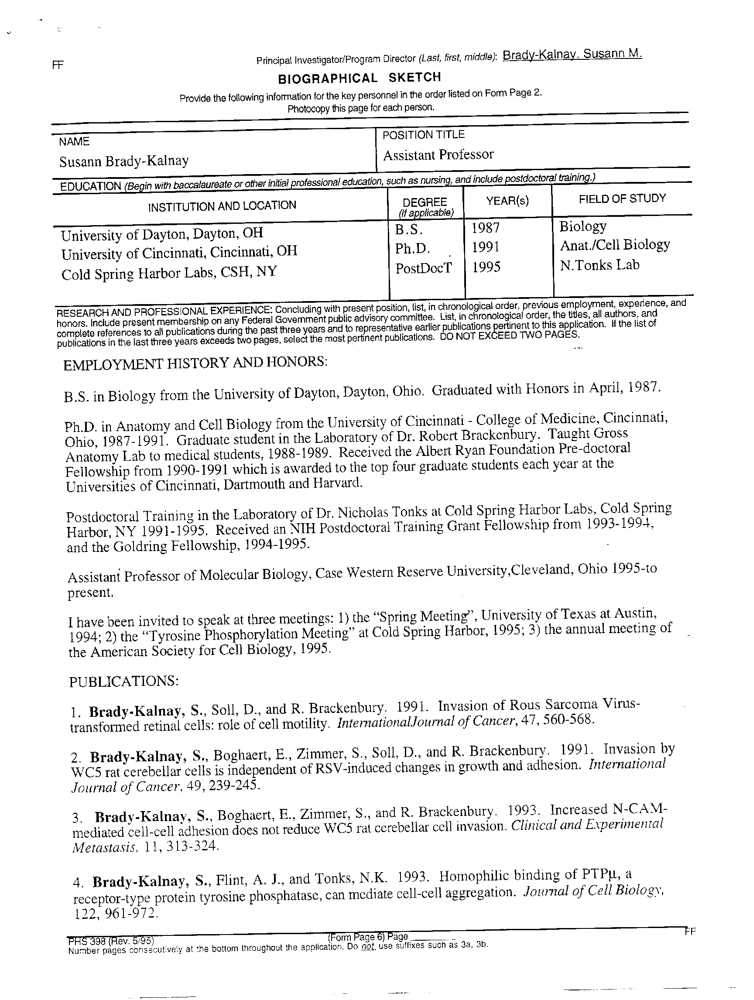 FF
Principal Investigator/Program Director (Last, first, middle): Brady-Kalnay, Susann M.
BIOGRAPHICAL SKETCH
Provide the following information for the key personnel in the order listed on Form Page 2.
Photocopy this page for each person.
NAME
Susann Brady-Kalnay
POSITION TITLE
Assistant Professor
EDUCATION (Begin with baccalaureate or other initial professional education, such as nursing, and include postdoctoral training.)
INSTITUTION AND LOCATION
DEGREE
(if applicable)
YEAR(s)
FIELD OF STUDY
University of Dayton, Dayton, OH B.S. 1987 Biology
University of Cincinnati, Cincinnati, OH Ph.D. 1991 Anat./Cell Biology
Cold Spring Harbor Labs, CSH, NY PostDocT 1995 N.Tonks Lab
RESEARCH AND PROFESSIONAL EXPERIENCE: Concluding with present position, list, in chronological order, previous employment, experience, and
honors. Include present membership on any Federal Government public advisory committee. List, in chronological order, the titles, all authors, and
complete references to all publications during the past three years and to representative earlier publications pertinent to this application. If the list of
publications in the last three years exceeds two pages, select the most pertinent publications. DO NOT EXCEED TWO PAGES.
EMPLOYMENT HISTORY AND HONORS:
B.S. in Biology from the University of Dayton, Dayton, Ohio. Graduated with Honors in April, 1987.
Ph.D. in Anatomy and Cell Biology from the University of Cincinnati - College of Medicine, Cincinnati,
Ohio, 1987-1991. Graduate student in the Laboratory of Dr. Robert Brackenbury. Taught Gross
Anatomy Lab to medical students, 1988-1989. Received the Albert Ryan Foundation Pre-doctoral
Fellowship from 1990-1991 which is awarded to the top four graduate students each year at the
Universities of Cincinnati, Dartmouth and Harvard.
Postdoctoral Training in the Laboratory of Dr. Nicholas Tonks at Cold Spring Harbor Labs, Cold Spring
Harbor, NY 1991-1995. Received an NIH Postdoctoral Training Grant Fellowship from 1993-1994,
and the Goldring Fellowship, 1994-1995.
Assistant Professor of Molecular Biology, Case Western Reserve University,Cleveland, Ohio 1995-to
present.
I have been invited to speak at three meetings: 1) the "Spring Meeting", University of Texas at Austin,
1994; 2) the "Tyrosine Phosphorylation Meeting" at Cold Spring Harbor, 1995; 3) the annual meeting of
the American Society for Cell Biology, 1995.
PUBLICATIONS:
1. Brady-Kalnay, S., Soll, D., and R. Brackenbury. 1991. Invasion of Rous Sarcoma Virus-
transformed retinal cells: role of cell motility. InternationalJournal of Cancer, 47, 560-568.
2. Brady-Kalnay, S., Boghaert, E., Zimmer, S., Soll, D., and R. Brackenbury. 1991. Invasion by
WC5 rat cerebellar cells is independent of RSV-induced changes in growth and adhesion. International
Journal of Cancer, 49, 239-245.
3. Brady-Kalnay, S., Boghaert, E., Zimmer, S., and R. Brackenbury. 1993. Increased N-CAM-
mediated cell-cell adhesion does not reduce WC5 rat cerebellar cell invasion. Clinical and Experimental
Metastasis, 11, 313-324.
4. Brady-Kalnay, S., Flint, A. J., and Tonks, N.K. 1993. Homophilic binding of PTPμ, a
receptor-type protein tyrosine phosphatase, can mediate cell-cell aggregation. Journal of Cell Biology,
122, 961-972.
PHS 398 (Rev. 5/95) (Form Page 6) Page
FF
Number pages consecutively at the bottom throughout the application. Do not use suffixes such as 3a, 3b.